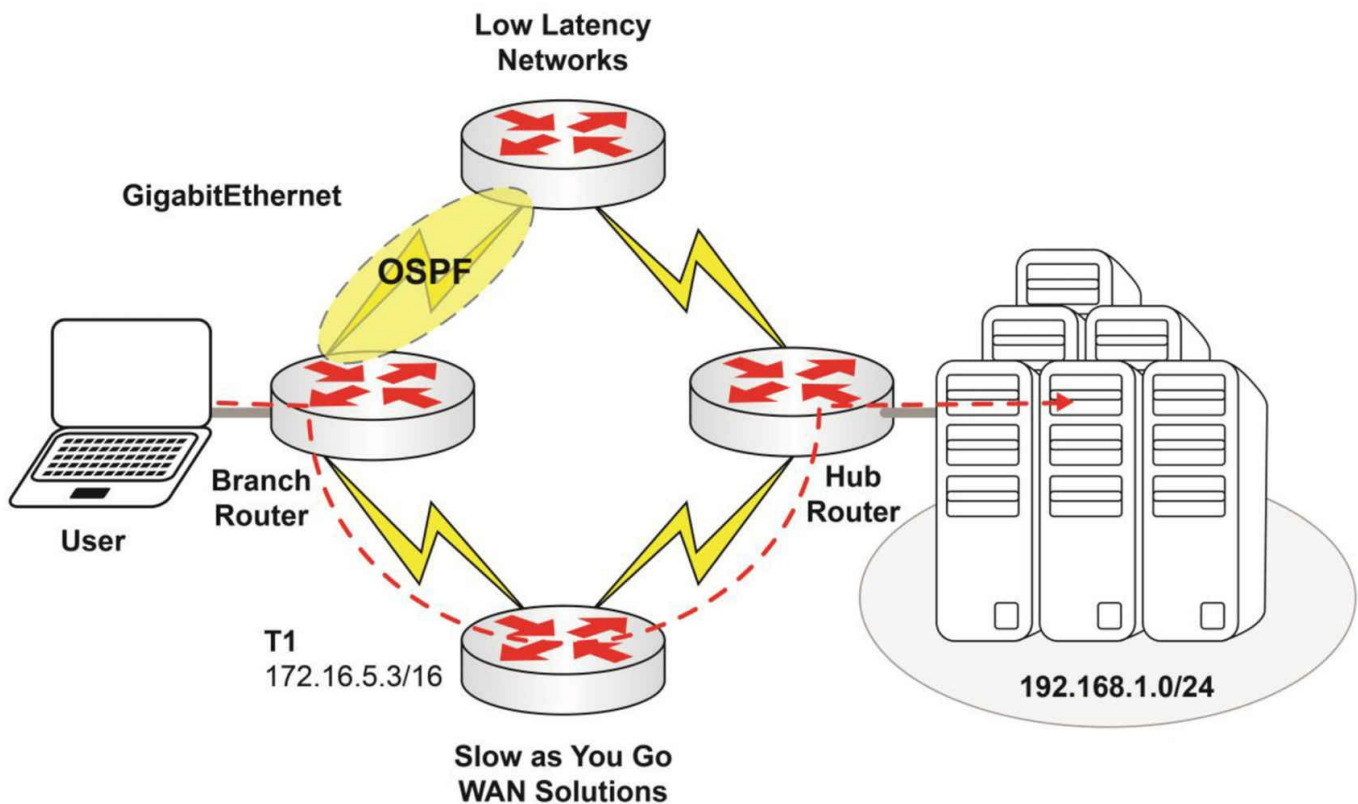 Low Latency
Networks
GigabitEthernet
OSPF
User
Branch
Router
Hub
Router
T1
172.16.5.3/16
192.168.1.0/24
Slow as You Go
WAN Solutions